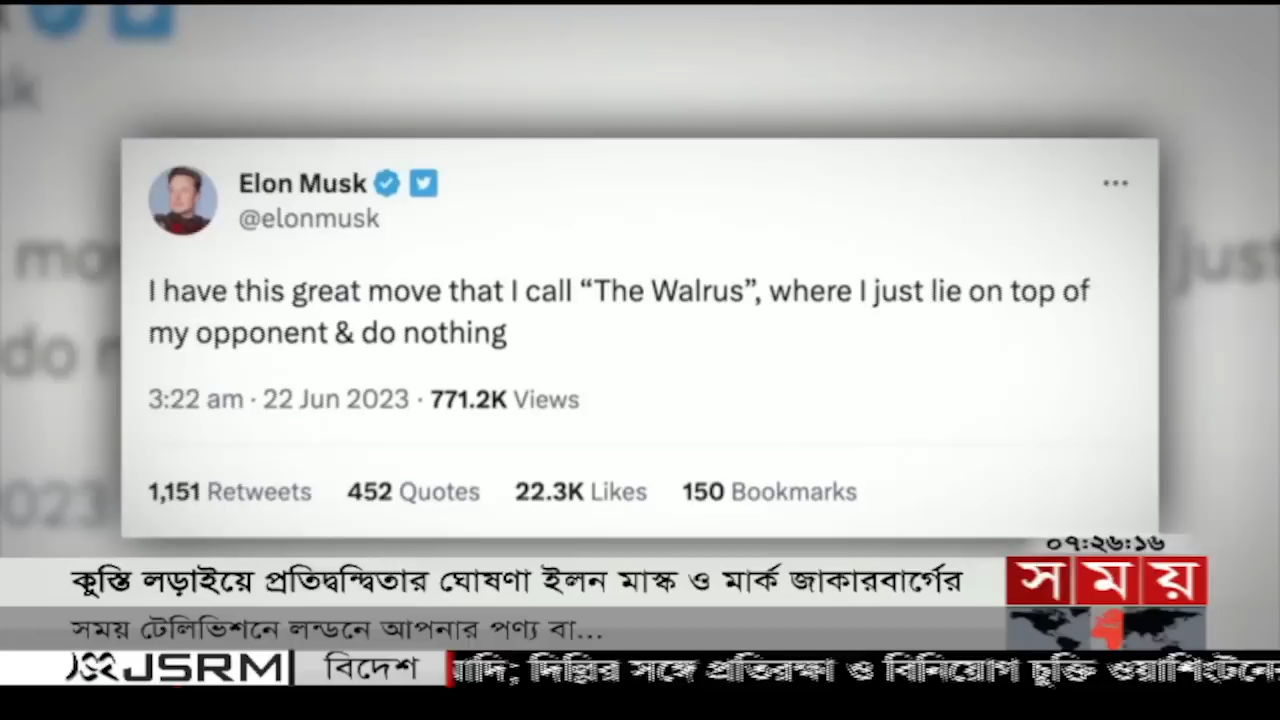 Elon Musk
@elonmusk
I have this great move that I call “The Walrus”, where I just lie on top of
my opponent & do nothing
3:22 am · 22 Jun 2023 · 771.2K Views
1,151 Retweets 452 Quotes 22.3K Likes 150 Bookmarks
০৭:২৬:১৬
কুস্তি লড়াইয়ে প্রতিদ্বন্দ্বিতার ঘোষণা ইলন মাস্ক ও মার্ক জাকারবার্গের
সময়
সময় টেলিভিশনে লন্ডনে আপনার পণ্য বা...
JSRM বিদেশ দিল্লির সঙ্গে প্রতিরক্ষা ও বিনিয়োগ চুক্তি ওয়াশিংটনের